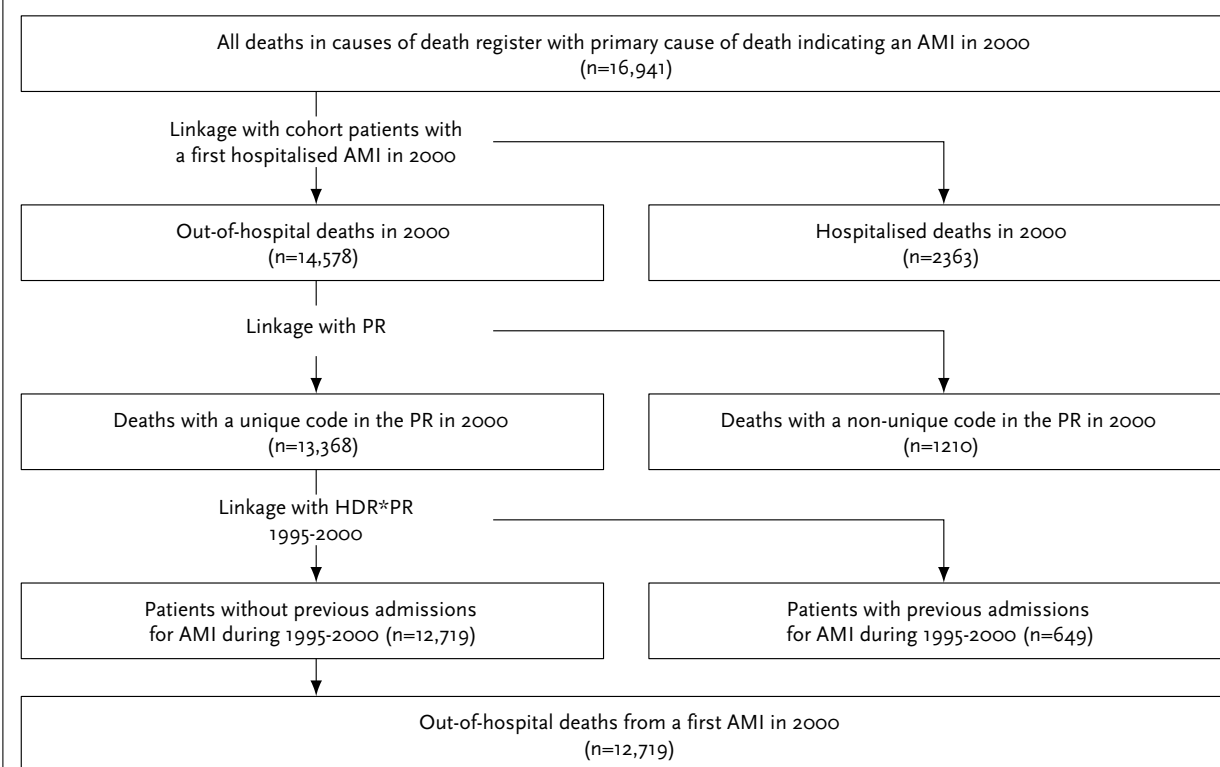 All deaths in causes of death register with primary cause of death indicating an AMI in 2000
(n=16,941)
Linkage with cohort patients with
a first hospitalised AMI in 2000
Out-of-hospital deaths in 2000
(n=14,578)
Hospitalised deaths in 2000
(n=2363)
Linkage with PR
Deaths with a unique code in the PR in 2000
(n=13,368)
Deaths with a non-unique code in the PR in 2000
(n=1210)
Linkage with HDR*PR
1995-2000
Patients without previous admissions
for AMI during 1995-2000 (n=12,719)
Patients with previous admissions
for AMI during 1995-2000 (n=649)
Out-of-hospital deaths from a first AMI in 2000
(n=12,719)